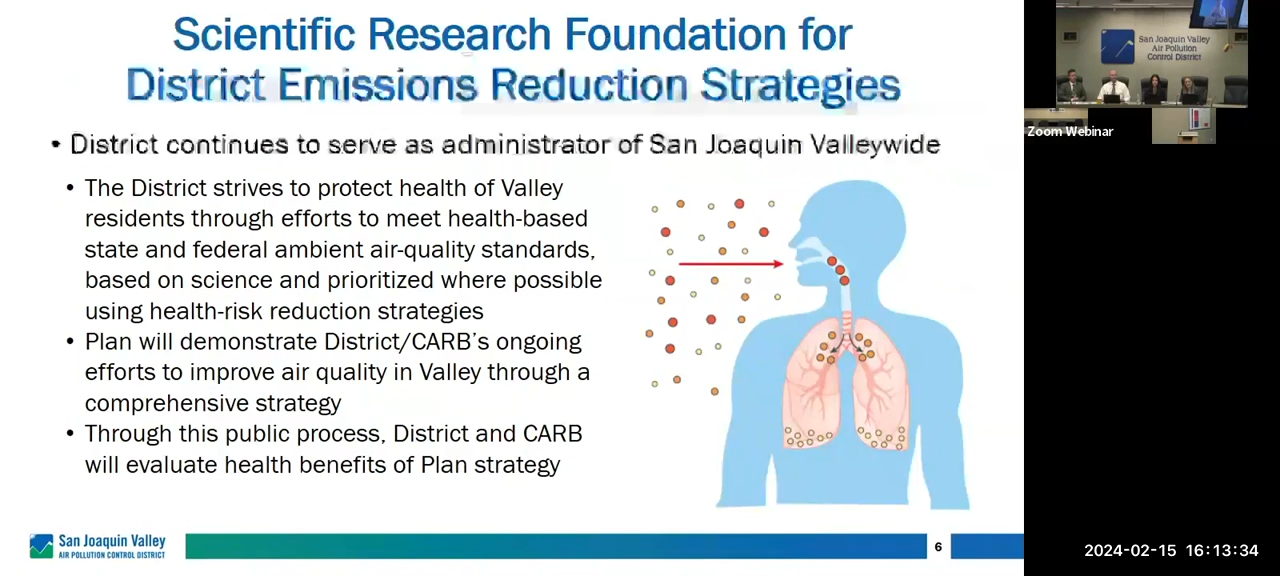 Scientific Research Foundation for
District Emissions Reduction Strategies
• District continues to serve as administrator of San Joaquin Valleywide
• The District strives to protect health of Valley
residents through efforts to meet health-based
state and federal ambient air-quality standards,
based on science and prioritized where possible
using health-risk reduction strategies
• Plan will demonstrate District/CARB's ongoing
efforts to improve air quality in Valley through a
comprehensive strategy
• Through this public process, District and CARB
will evaluate health benefits of Plan strategy
San Joaquin Valley
AIR POLLUTION CONTROL DISTRICT
6
San Joaquin Valley
Air Pollution
Control District
Zoom Webinar
2024-02-15 16:13:34